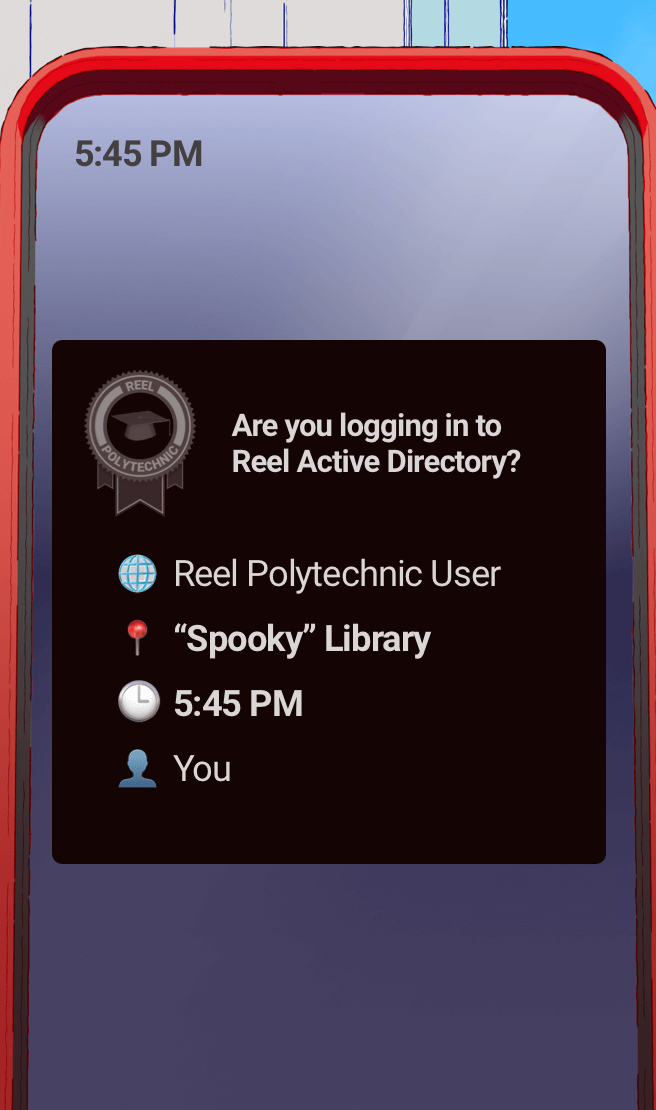 5:45 PM
REEL
POLYTECHNIC
Are you logging in to
Reel Active Directory?
Reel Polytechnic User
“Spooky” Library
5:45 PM
You